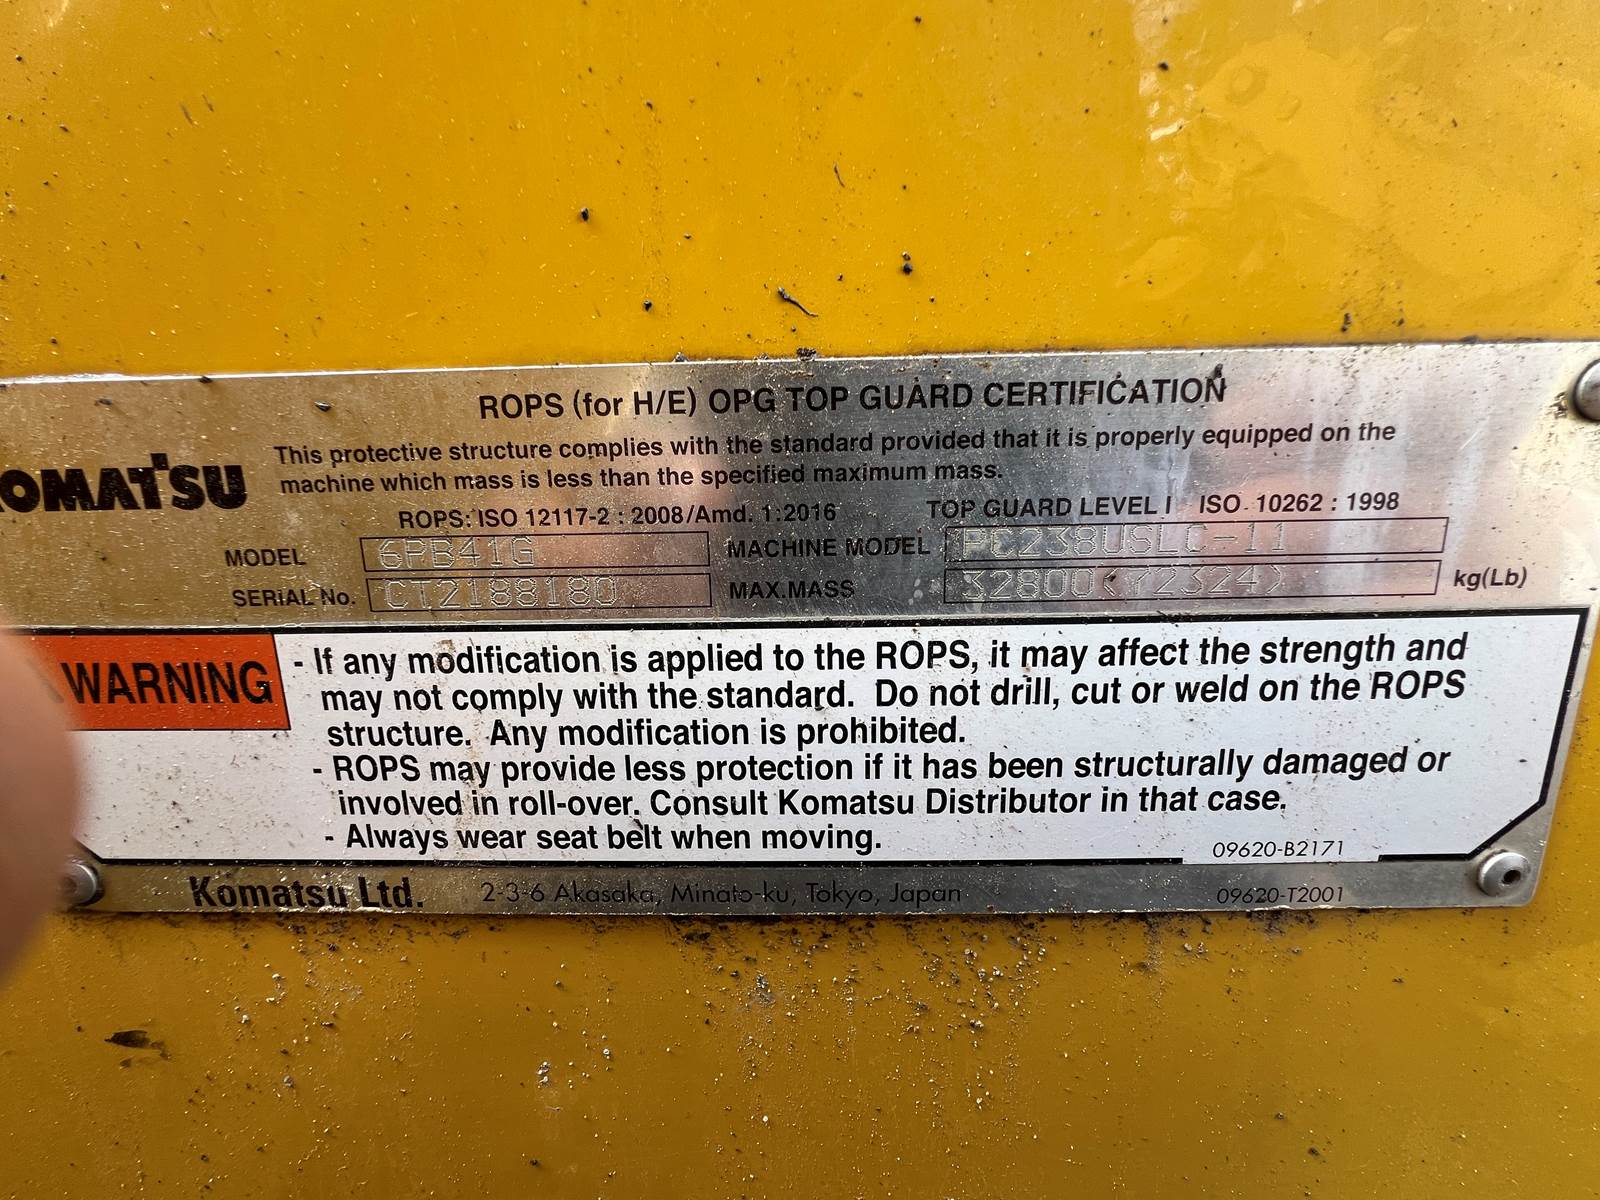 ROPS (for H/E) OPG TOP GUARD CERTIFICATION
This protective structure complies with the standard provided that it is properly equipped on the
machine which mass is less than the specified maximum mass.
OMATSU
ROPS: ISO 12117-2 : 2008/Amd. 1:2016 TOP GUARD LEVEL I ISO 10262 : 1998
MODEL 6PB41G MACHINE MODEL PC238USLC-11
SERIAL No. CT2188180 MAX.MASS 32800(72324) kg(Lb)
WARNING
- If any modification is applied to the ROPS, it may affect the strength and
may not comply with the standard. Do not drill, cut or weld on the ROPS
structure. Any modification is prohibited.
- ROPS may provide less protection if it has been structurally damaged or
involved in roll-over. Consult Komatsu Distributor in that case.
- Always wear seat belt when moving.
09620-B2171
Komatsu Ltd. 2-3-6 Akasaka, Minato-ku, Tokyo, Japan 09620-T2001